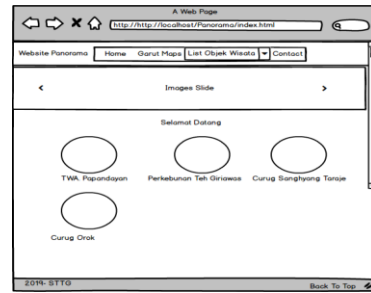 A Web Page
http://http://localhost/Panorama/index.html
Website Panorama Home Garut Maps List Objek Wisata Contact
Images Slide
Selamat Datang
TWA. Papandayan Perkebunan Teh Giriawas Curug Sanghyang Taraje
Curug Orok
2019- STTG Back To Top